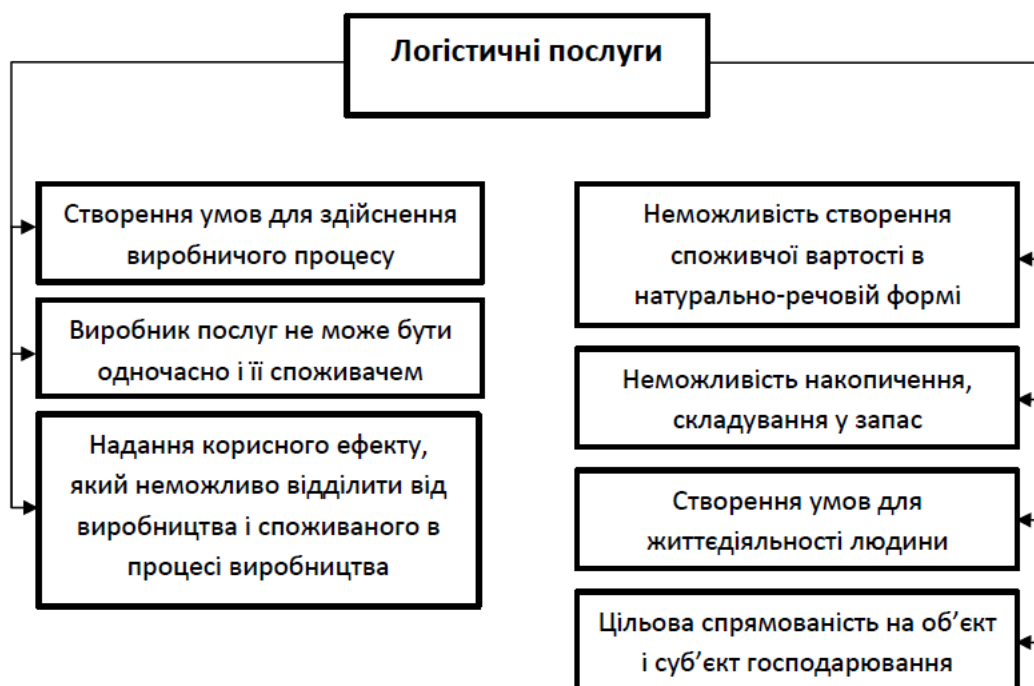 Логістичні послуги
Створення умов для здійснення
виробничого процесу
Виробник послуг не може бути
одночасно і її споживачем
Надання корисного ефекту,
який неможливо відділити від
виробництва і споживаного в
процесі виробництва
Неможливість створення
споживчої вартості в
натурально-речовій формі
Неможливість накопичення,
складування у запас
Створення умов для
життєдіяльності людини
Цільова спрямованість на об’єкт
і суб’єкт господарювання